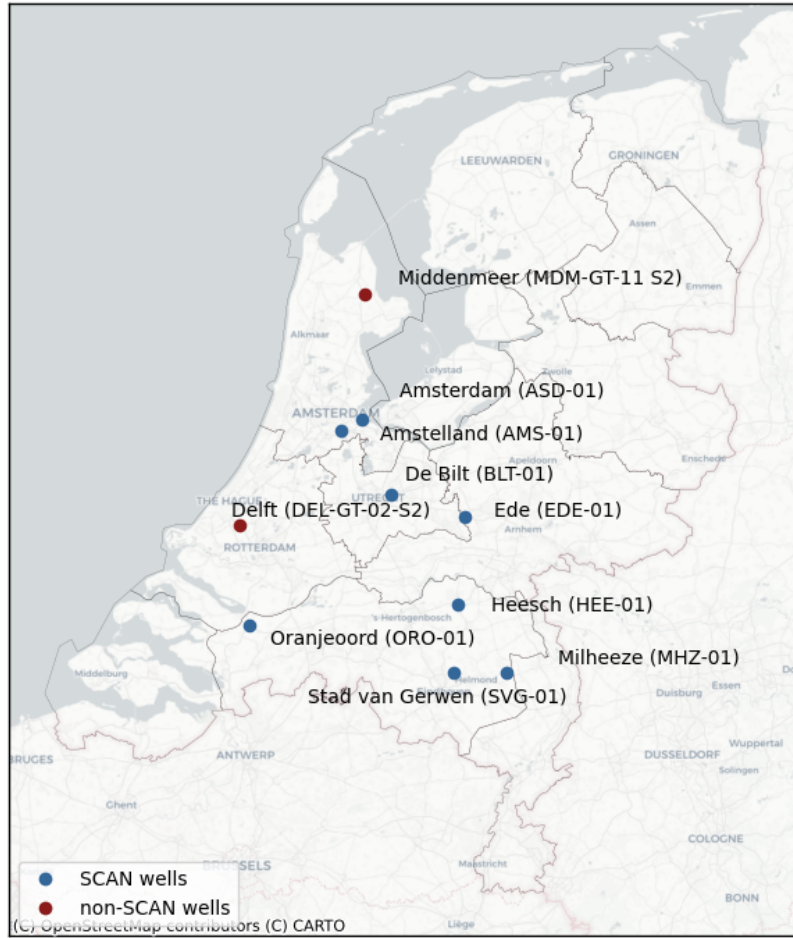 LEEUWARDEN
GRONINGEN
Assen
Middenmeer (MDM-GT-11 S2)
Emmen
Alkmaar
Lelystad
Zwolle
Amsterdam (ASD-01)
AMSTERDAM
Amstelland (AMS-01)
Apeldoorn
Enschede
De Bilt (BLT-01)
UTRECHT
THE HAGUE
Delft (DEL-GT-02-S2)
Ede (EDE-01)
Arnhem
ROTTERDAM
Heesch (HEE-01)
's Hertogenbosch
Oranjeoord (ORO-01)
Milheeze (MHZ-01)
Middelburg
Helmond
Essen
Duisburg
Stad van Gerwen (SVG-01)
Eindhoven
Wuppertal
BRUGES
ANTWERP
DUSSELDORF
Solingen
Ghent
COLOGNE
BRUSSELS
Maastricht
SCAN wells
BONN
non-SCAN wells
(C) OpenStreetMap contributors (C) CARTO
Liège